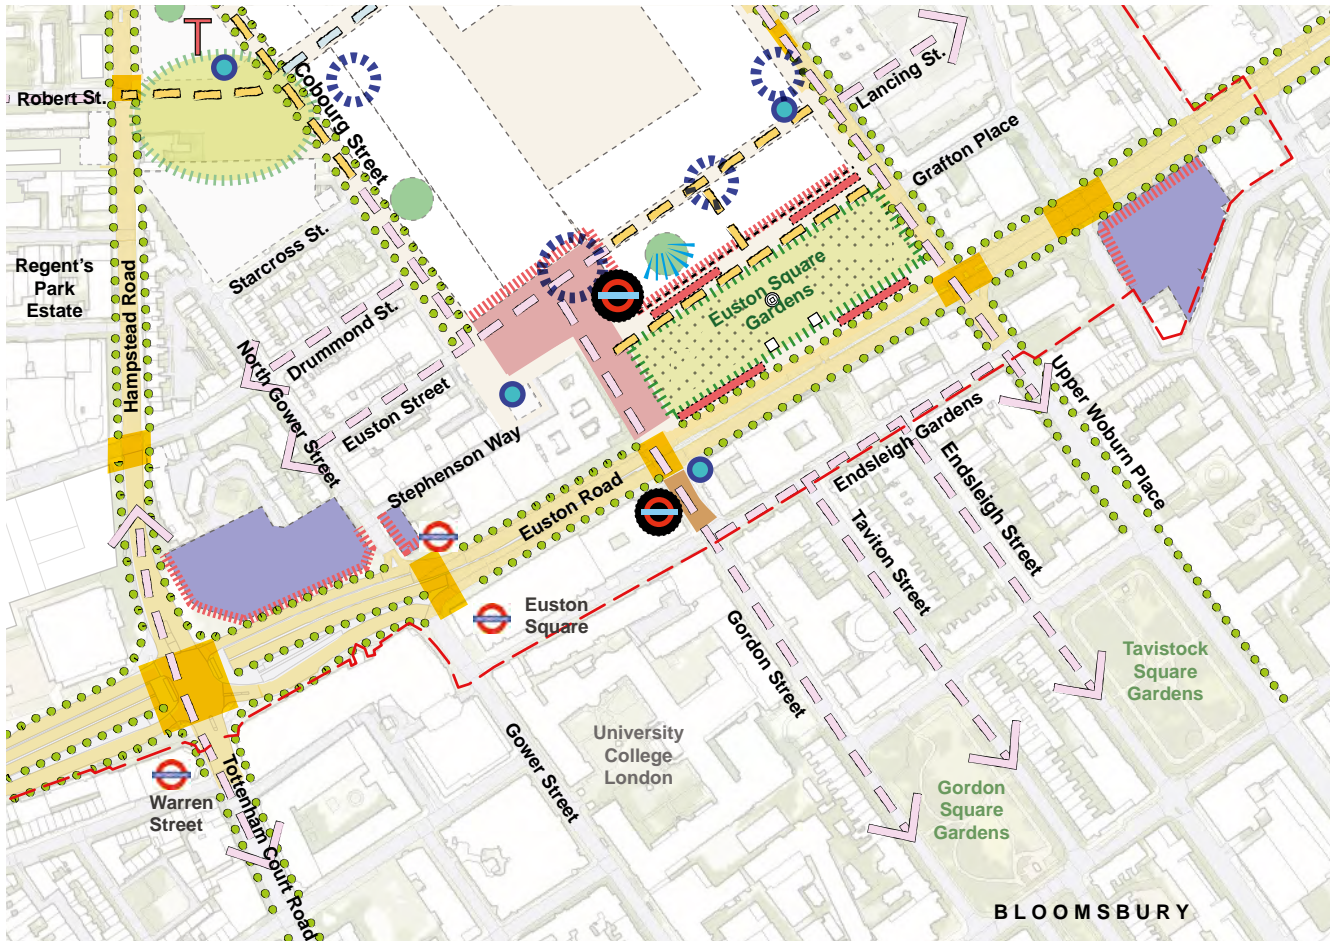 Robert St.
Cobourg Street
Lancing St.
Grafton Place
Starcross St.
Regent's
Park
Estate
Hampstead Road
Drummond St.
North Gower Street
Euston Street
Stephenson Way
Euston Square
Gardens
Euston Road
Endsleigh Gardens
Upper Woburn Place
Endsleigh Street
Taviton Street
Gordon Street
Euston
Square
Tavistock
Square
Gardens
University
College
London
Gower Street
Gordon
Square
Gardens
Warren
Street
Tottenham Court Road
BLOOMSBURY